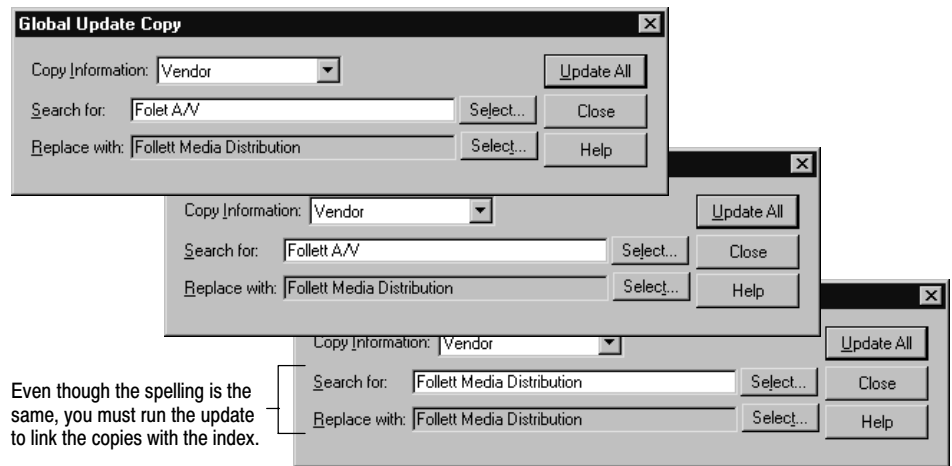 Global Update Copy
Copy Information: Vendor Update All
Search for: Folet A/V Select... Close
Replace with: Follett Media Distribution Select... Help
Copy Information: Vendor Update All
Search for: Follett A/V Select... Close
Replace with: Follett Media Distribution Select... Help
Copy Information: Vendor Update All
Search for: Follett Media Distribution Select... Close
Replace with: Follett Media Distribution Select... Help
Even though the spelling is the
same, you must run the update
to link the copies with the index.